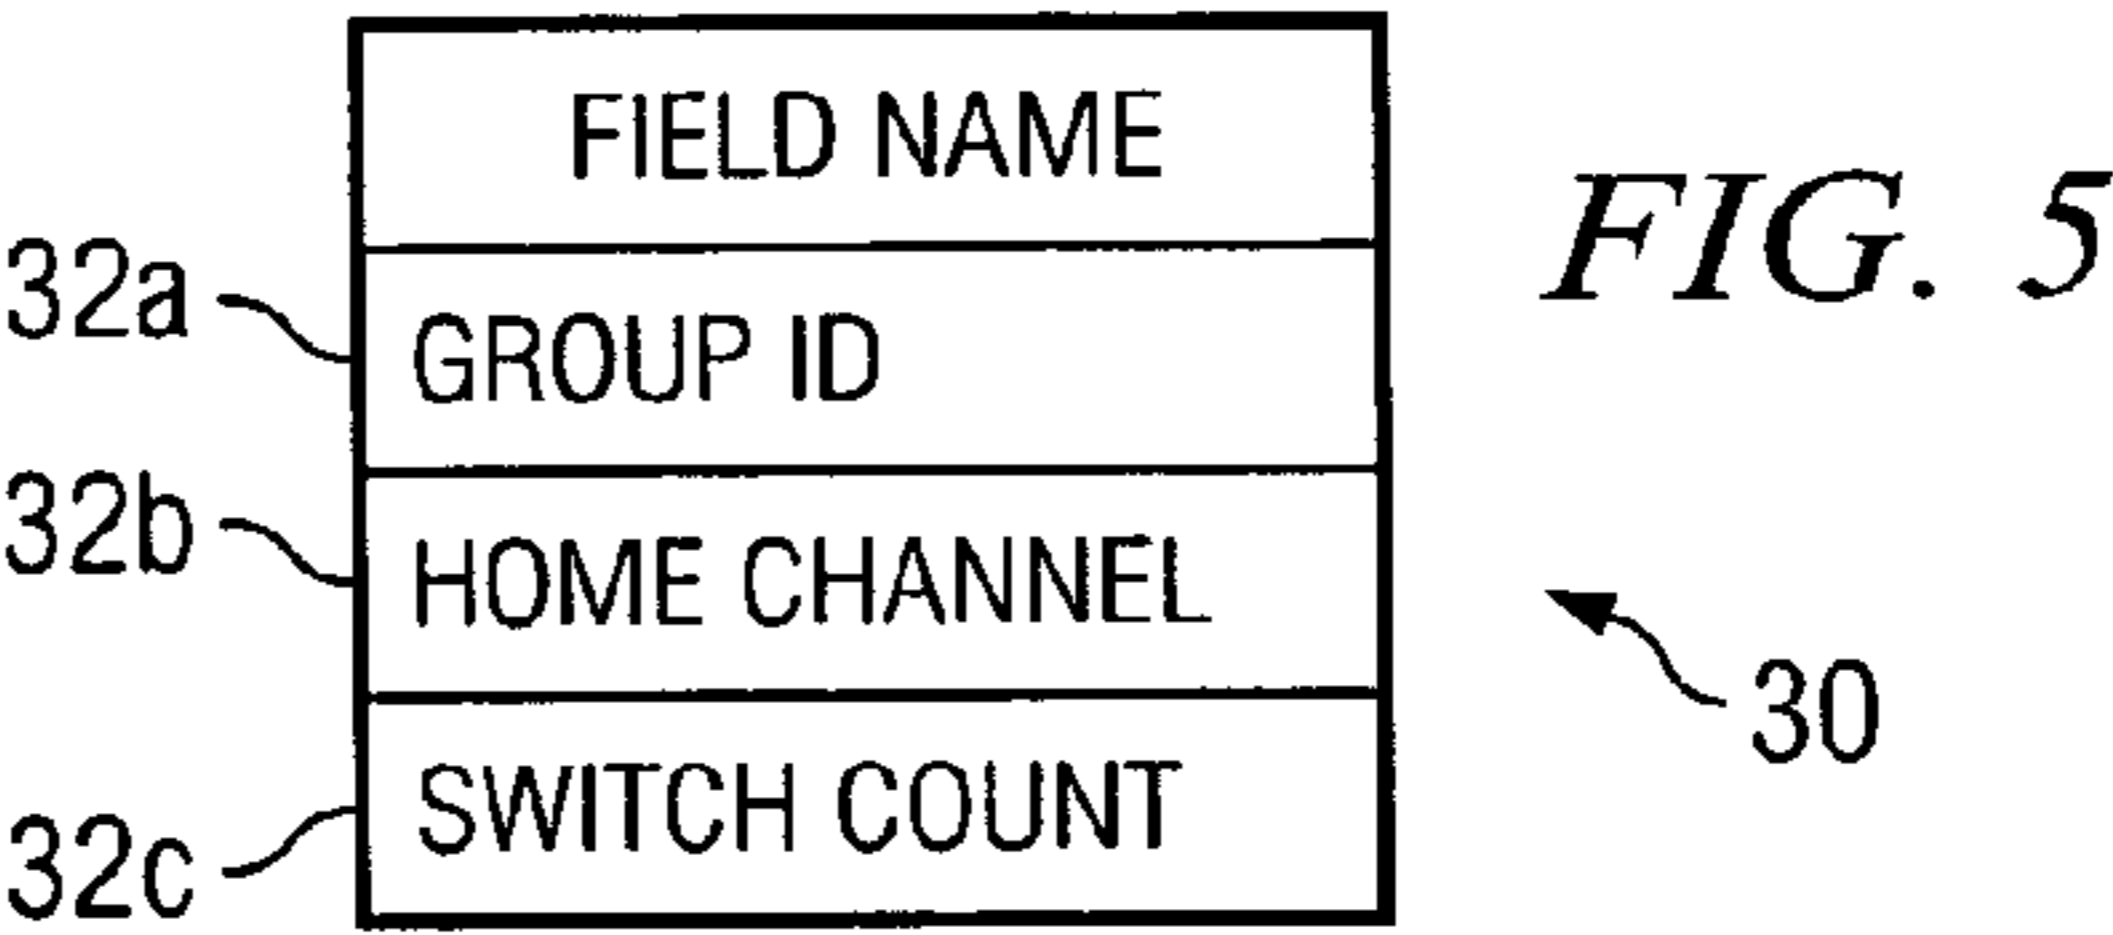 FIELD NAME
FIG. 5
32a
GROUP ID
32b
HOME CHANNEL
30
32c
SWITCH COUNT